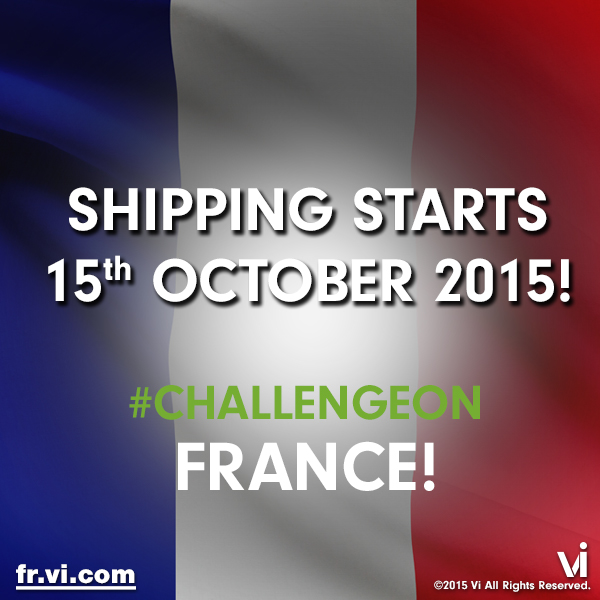 SHIPPING STARTS
15th OCTOBER 2015!
#CHALLENGEON
FRANCE!
fr.vi.com
Vi
©2015 Vi All Rights Reserved.